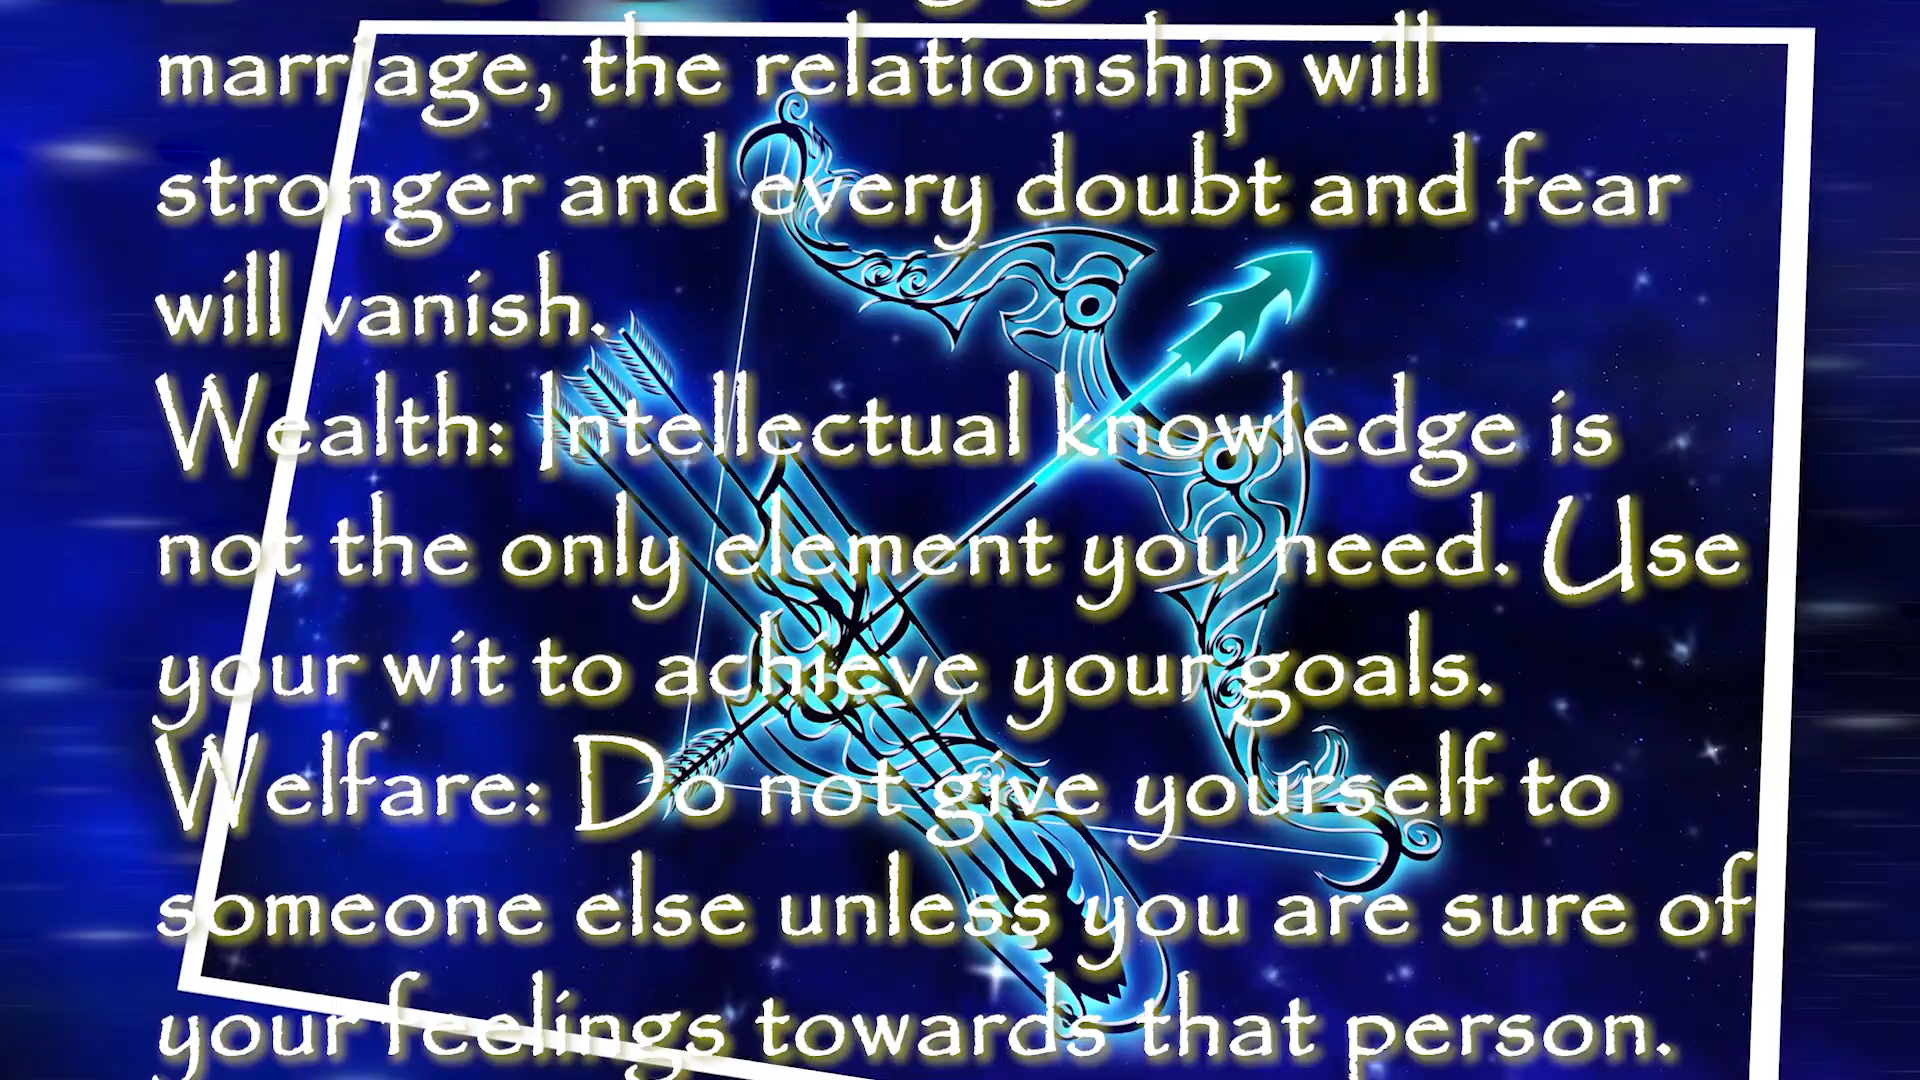 marriage, the relationship will
stronger and every doubt and fear
will vanish.
Wealth: Intellectual knowledge is
not the only element you need. Use
your wit to achieve your goals.
Welfare: Do not give yourself to
someone else unless you are sure of
your feelings towards that person.